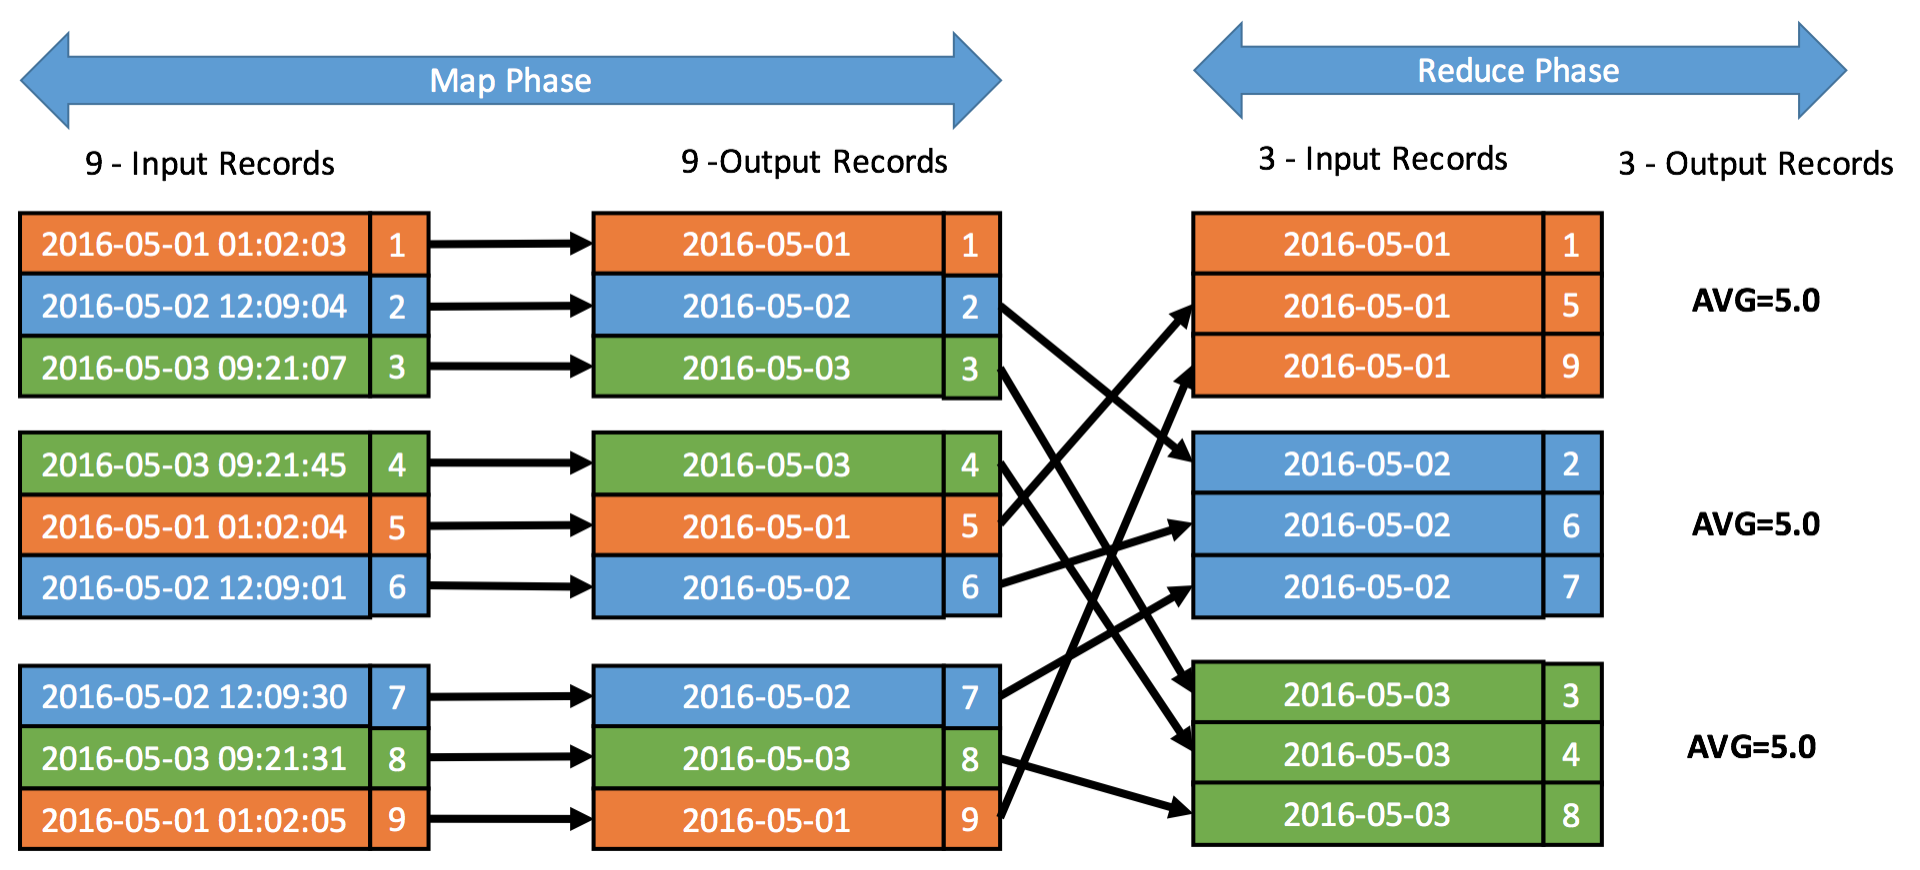 Map Phase
Reduce Phase
9 - Input Records
9 -Output Records
3 - Input Records
3 - Output Records
2016-05-01 01:02:03 1
2016-05-02 12:09:04 2
2016-05-03 09:21:07 3
2016-05-03 09:21:45 4
2016-05-01 01:02:04 5
2016-05-02 12:09:01 6
2016-05-02 12:09:30 7
2016-05-03 09:21:31 8
2016-05-01 01:02:05 9
2016-05-01 1
2016-05-02 2
2016-05-03 3
2016-05-03 4
2016-05-01 5
2016-05-02 6
2016-05-02 7
2016-05-03 8
2016-05-01 9
2016-05-01 1
2016-05-01 5
2016-05-01 9
2016-05-02 2
2016-05-02 6
2016-05-02 7
2016-05-03 3
2016-05-03 4
2016-05-03 8
AVG=5.0
AVG=5.0
AVG=5.0